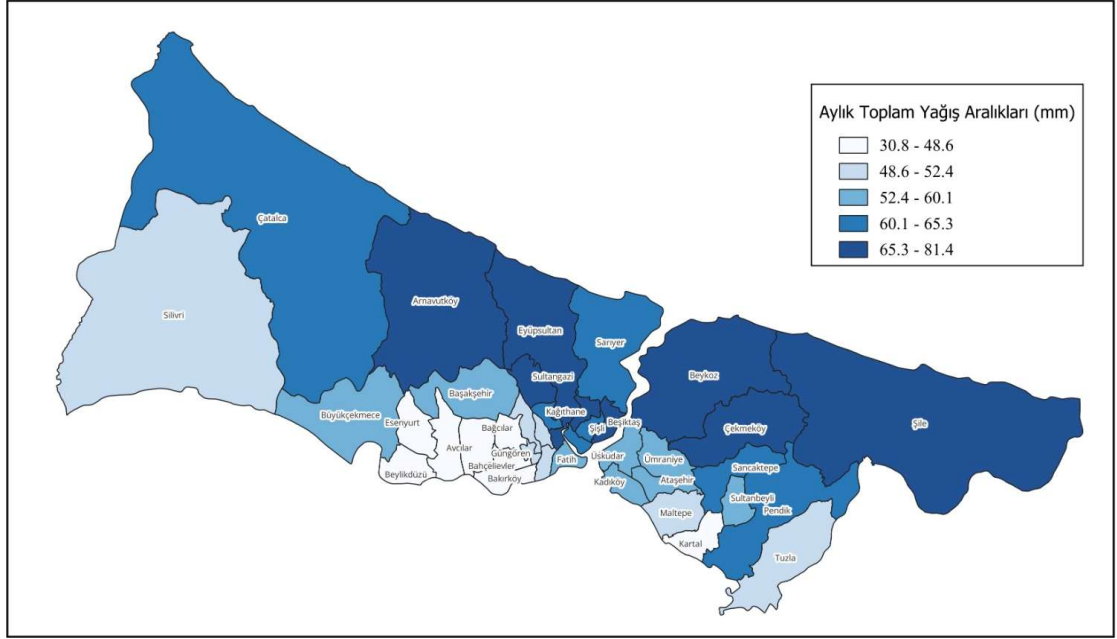 Aylık Toplam Yağış Aralıkları (mm)
30.8 - 48.6
48.6 - 52.4
52.4 - 60.1
60.1 - 65.3
65.3 - 81.4
Çatalca
Silivri
Arnavutköy
Eyüpsultan
Sarıyer
Sultangazi
Beykoz
Başakşehir
Kağıthane
Büyükçekmece
Esenyurt
Beşiktaş
Şişli
Çekmeköy
Şile
Bağcılar
Avcılar
Güngören
Fatih
Üsküdar
Ümraniye
Bahçelievler
Sancaktepe
Beylikdüzü
Bakırköy
Kadıköy
Ataşehir
Sultanbeyli
Pendik
Maltepe
Kartal
Tuzla